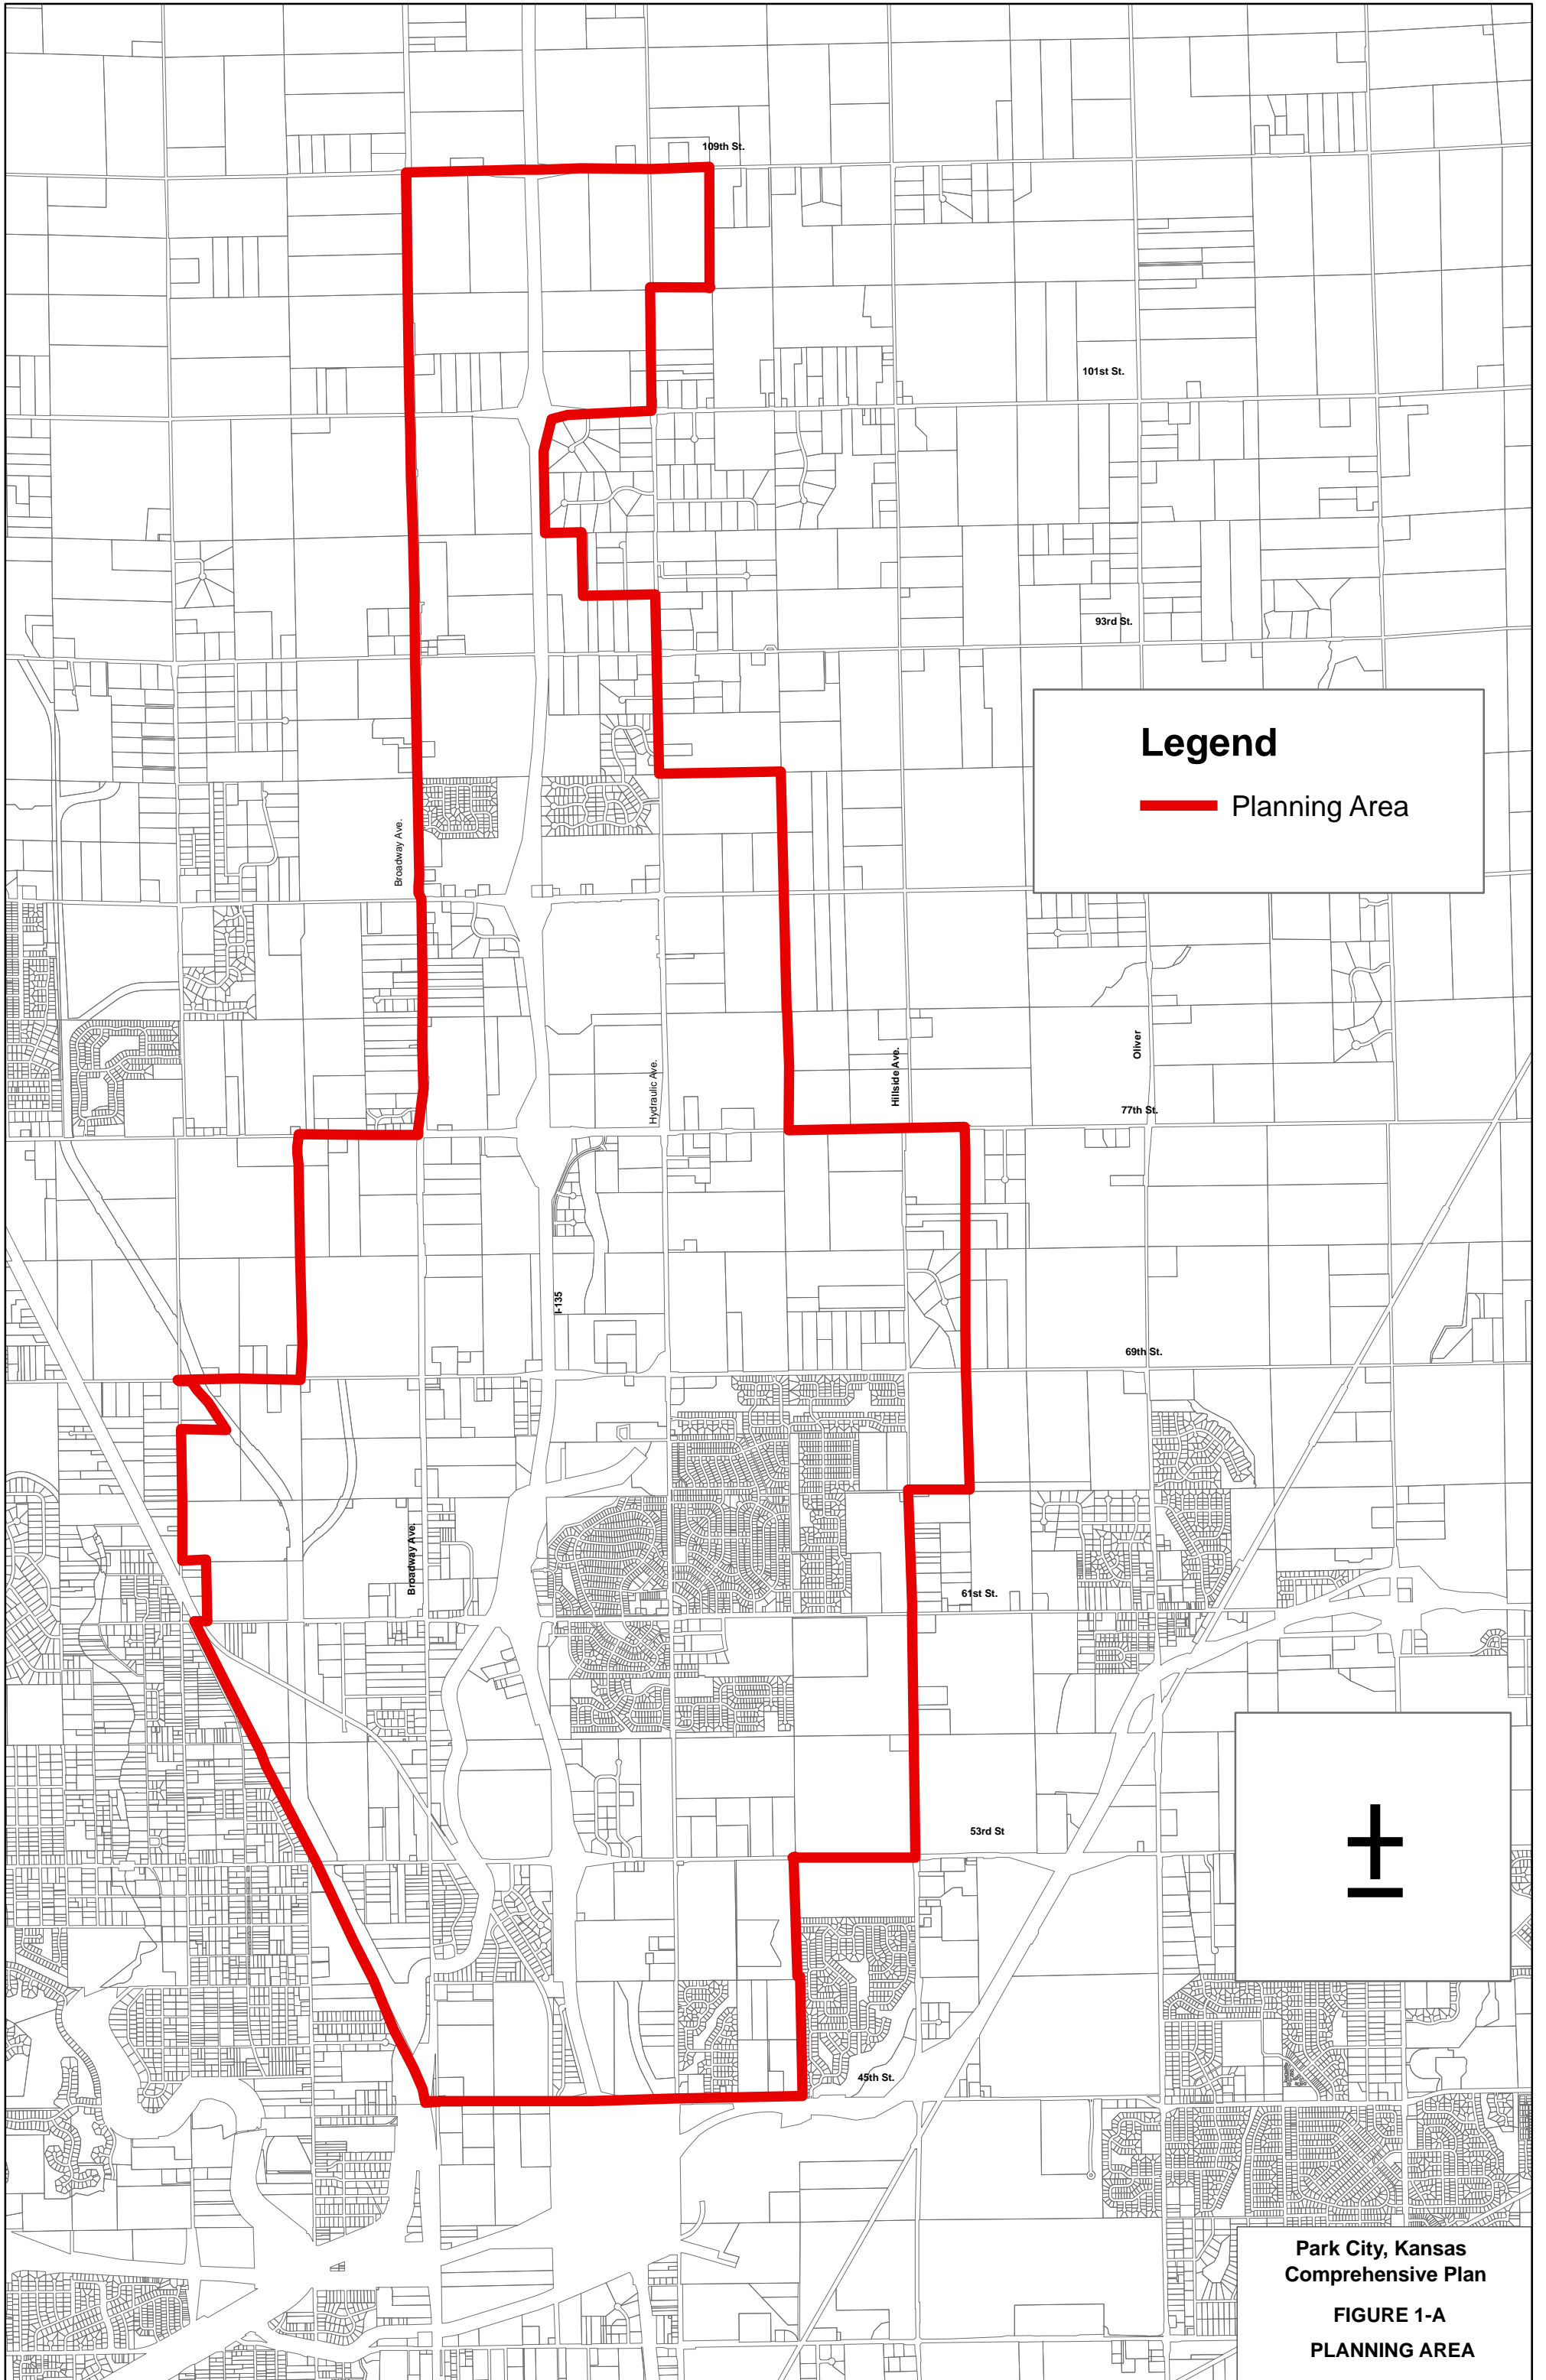 109th St.
101st St.
93rd St.
Legend
Planning Area
Broadway Ave.
Oliver
Hillside Ave.
Hydraulic Ave.
77th St.
I-135
69th St.
Broadway Ave.
61st St.
53rd St
45th St.
Park City, Kansas
Comprehensive Plan
FIGURE 1-A
PLANNING AREA